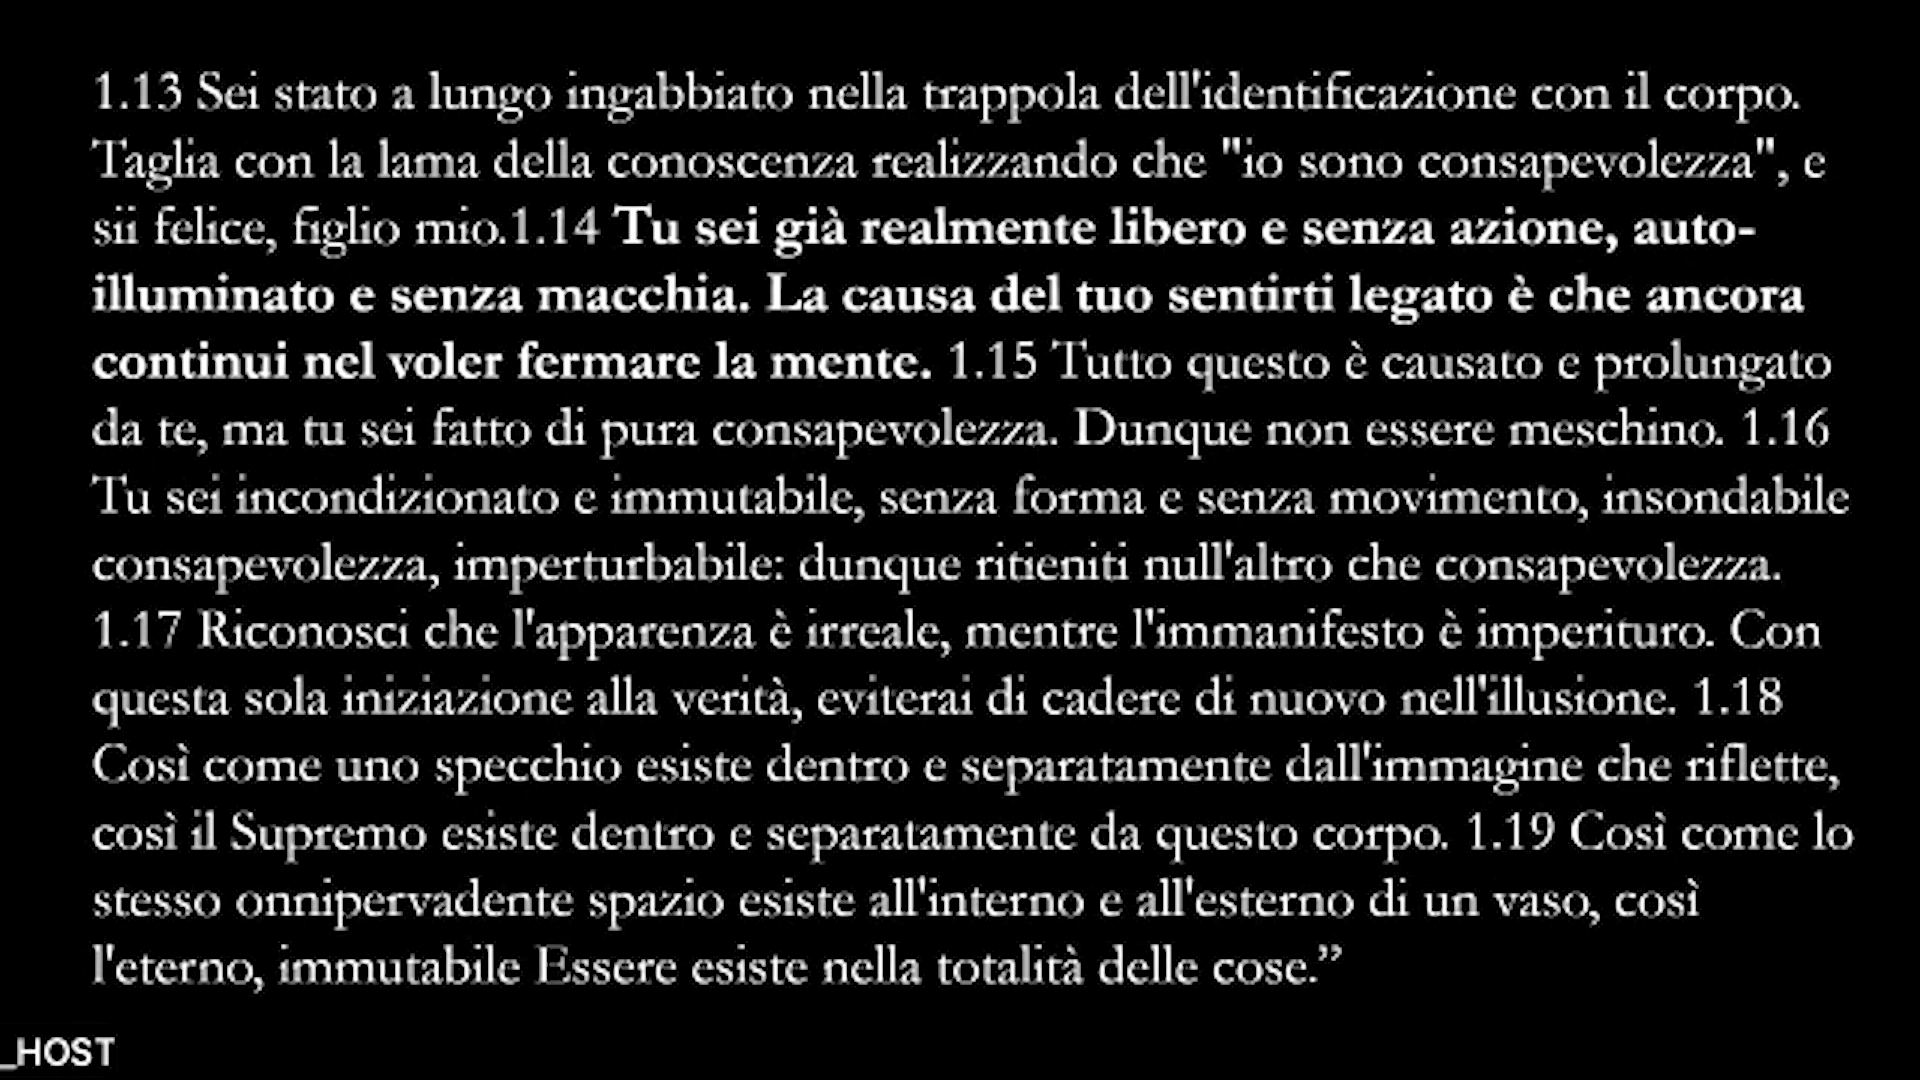 1.13 Sei stato a lungo ingabbiato nella trappola dell'identificazione con il corpo.
Taglia con la lama della conoscenza realizzando che "io sono consapevolezza", e
sii felice, figlio mio.1.14 Tu sei già realmente libero e senza azione, auto-
illuminato e senza macchia. La causa del tuo sentirti legato è che ancora
continui nel voler fermare la mente. 1.15 Tutto questo è causato e prolungato
da te, ma tu sei fatto di pura consapevolezza. Dunque non essere meschino. 1.16
Tu sei incondizionato e immutabile, senza forma e senza movimento, insondabile
consapevolezza, imperturbabile: dunque ritieniti null'altro che consapevolezza.
1.17 Riconosci che l'apparenza è irreale, mentre l'immanifesto è imperituro. Con
questa sola iniziazione alla verità, eviterai di cadere di nuovo nell'illusione. 1.18
Così come uno specchio esiste dentro e separatamente dall'immagine che riflette,
così il Supremo esiste dentro e separatamente da questo corpo. 1.19 Così come lo
stesso onnipervadente spazio esiste all'interno e all'esterno di un vaso, così
l'eterno, immutabile Essere esiste nella totalità delle cose.”
_HOST